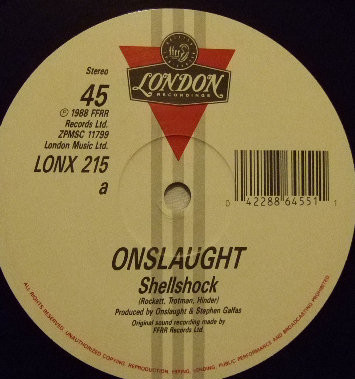 Stereo
45
℗ 1988 FFRR
Records Ltd.
ZPMSC 11799
London Music Ltd.
LONX 215
a
ffrr
LONDON
RECORDINGS
0 42288 64551 1
ONSLAUGHT
Shellshock
(Rockatt, Trotman, Hinder)
Produced by Onslaught & Stephen Galfas
Original sound recording made by
FFRR Records Ltd.
ALL RIGHTS RESERVED. UNAUTHORIZED COPYING, REPRODUCTION, HIRING, LENDING, PUBLIC PERFORMANCE AND BROADCASTING PROHIBITED